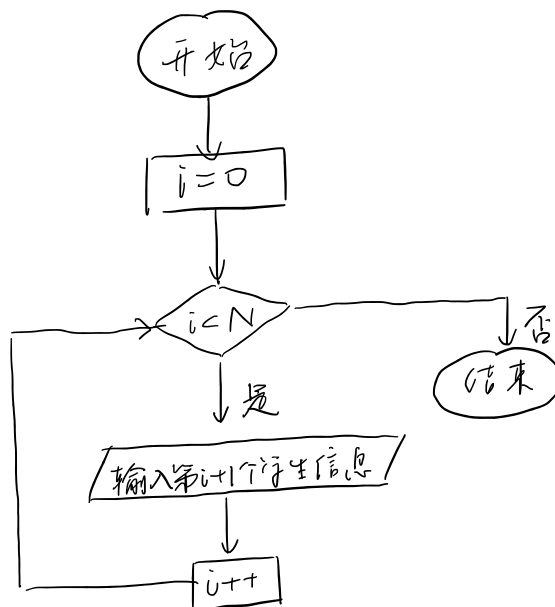 开始
i=0
i<N
否
结束
是
输入第i+1个学生信息
i++